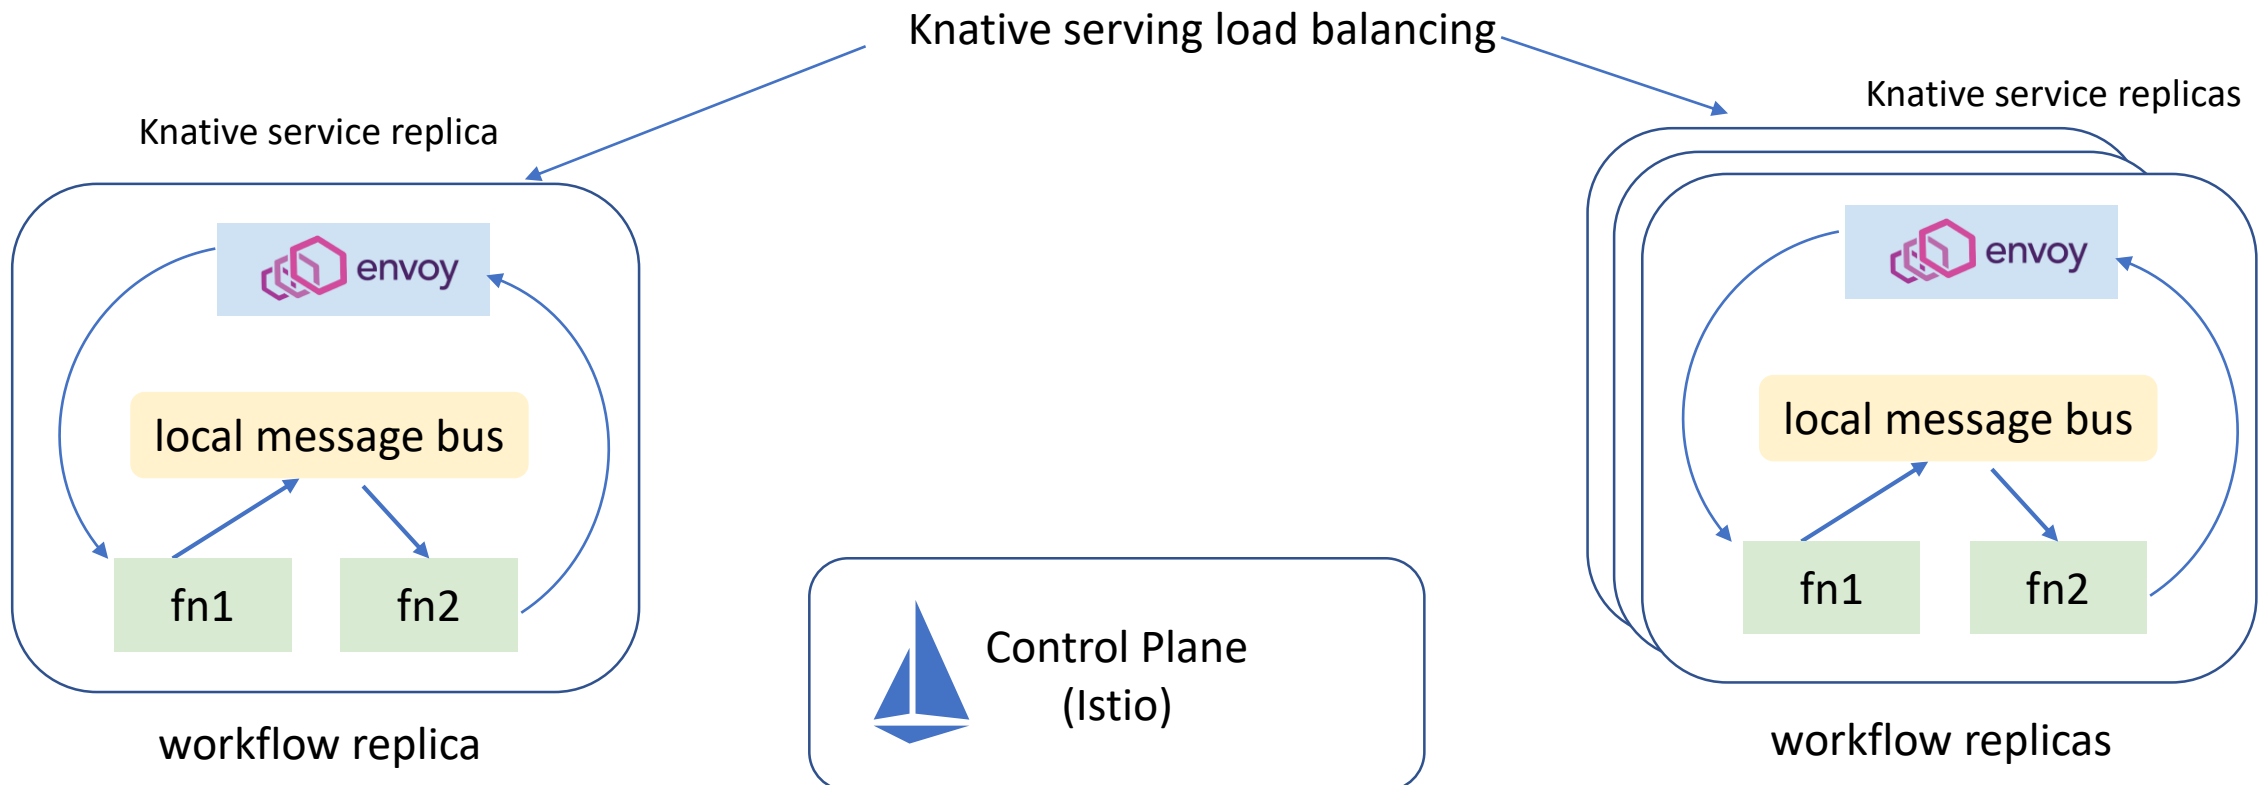 Knative serving load balancing
Knative service replica
Knative service replicas
envoy
local message bus
fn1
fn2
workflow replica
Control Plane
(Istio)
envoy
local message bus
fn1
fn2
workflow replicas